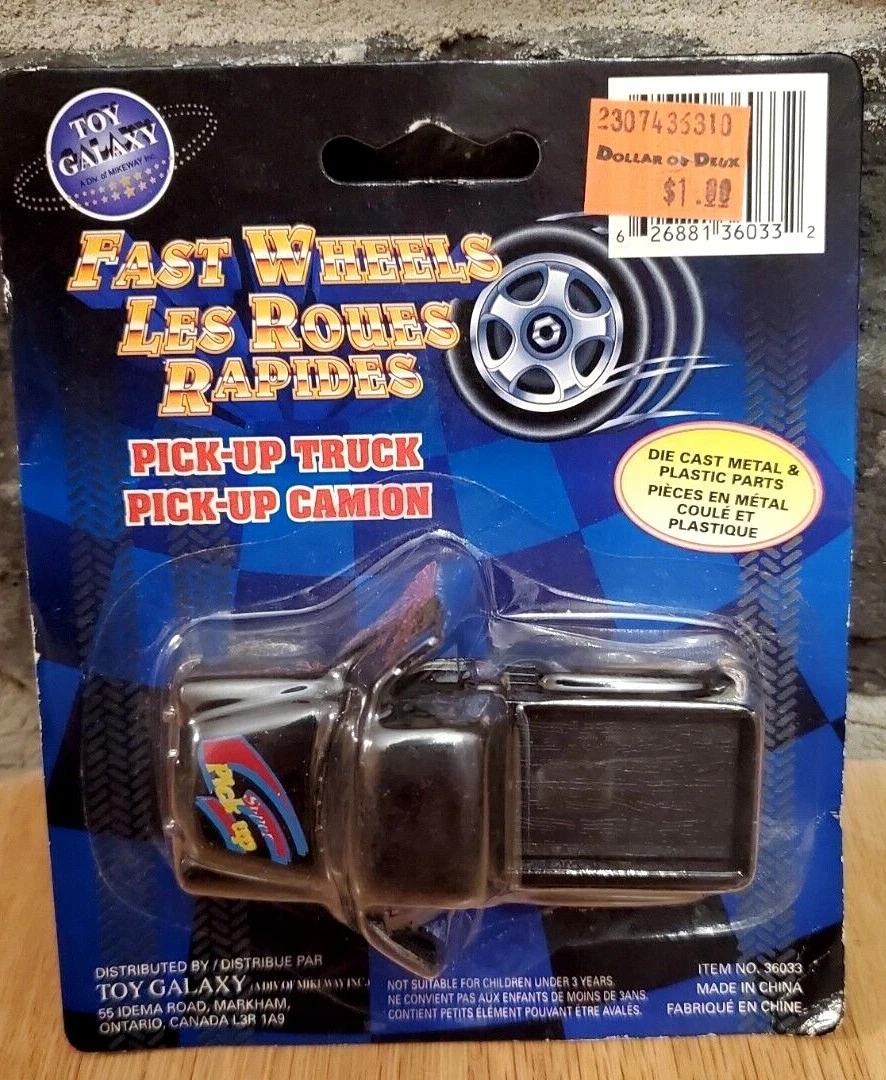 TOY
GALAXY
A Div. of MIKEWAY Inc.
2307436310
DOLLAR OU DEUX
$1.00
6 26881 36033 2
FAST WHEELS
LES ROUES
RAPIDES
PICK-UP TRUCK
PICK-UP CAMION
DIE CAST METAL &
PLASTIC PARTS
PIÈCES EN MÉTAL
COULÉ ET
PLASTIQUE
Super
Pick up
DISTRIBUTED BY / DISTRIBUE PAR
TOY GALAXY A DIV OF MIKEWAY INC.
55 IDEMA ROAD, MARKHAM,
ONTARIO, CANADA L3R 1A9
NOT SUITABLE FOR CHILDREN UNDER 3 YEARS.
NE CONVIENT PAS AUX ENFANTS DE MOINS DE 3ANS.
CONTIENT PETITS ÉLÉMENT POUVANT ÊTRE AVALÉS.
ITEM NO. 36033
MADE IN CHINA
FABRIQUÉ EN CHINE